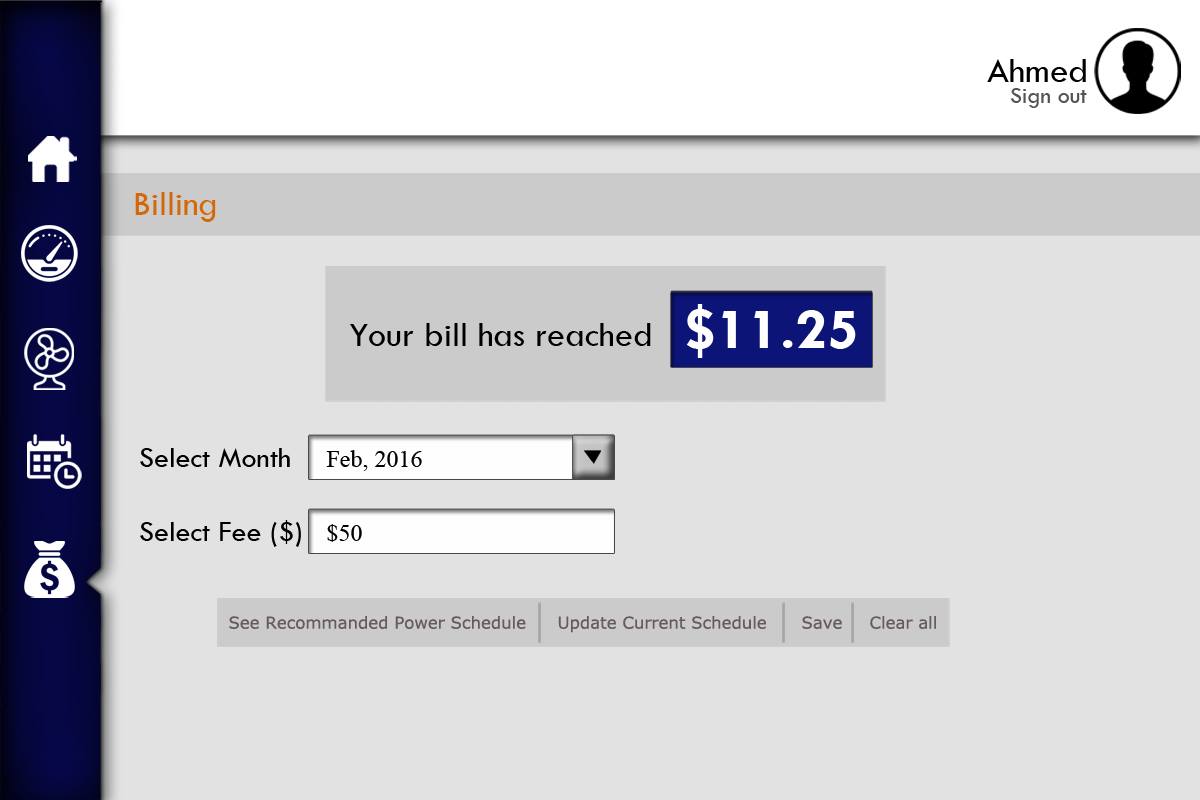 Ahmed
Sign out
Billing
Your bill has reached $11.25
Select Month Feb, 2016
Select Fee ($) $50
See Recommanded Power Schedule Update Current Schedule Save Clear all